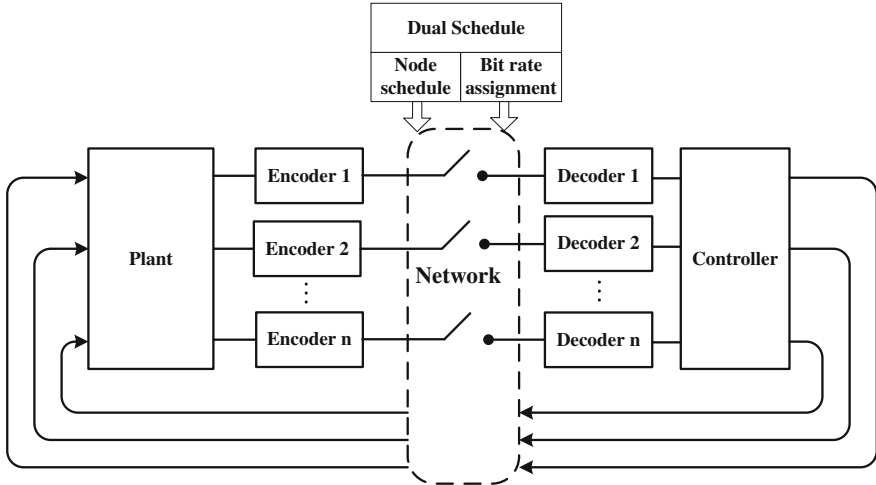 Dual Schedule
Node
schedule
Bit rate
assignment
Encoder 1
Decoder 1
Plant
Encoder 2
Network
Decoder 2
Controller
Encoder n
Decoder n